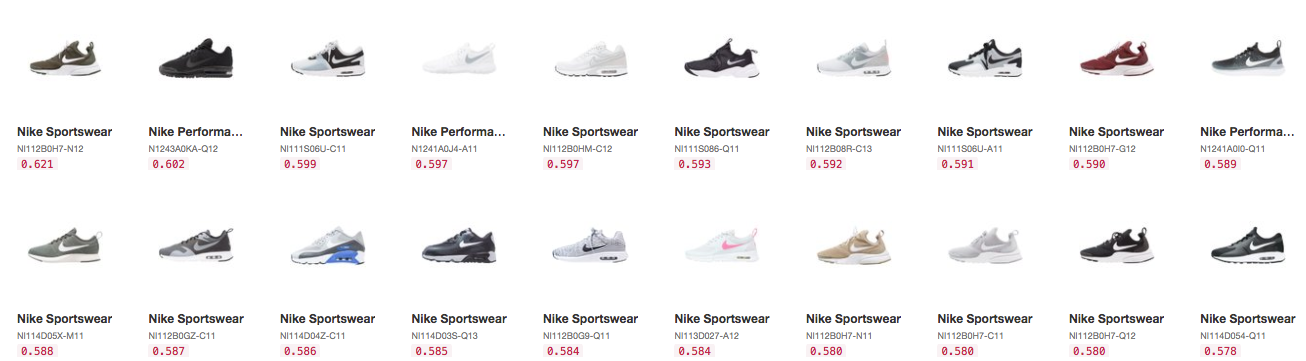 Nike Sportswear Nike Performa... Nike Sportswear Nike Performa... Nike Sportswear Nike Sportswear Nike Sportswear Nike Sportswear Nike Sportswear Nike Performa...
NI112B0H7-N12 N1243A0KA-Q12 NI111S06U-C11 N1241A0J4-A11 NI112B0HM-C12 NI111S086-Q11 NI112B08R-C13 NI111S06U-A11 NI112B0H7-G12 N1241A0I0-Q11
0.621 0.602 0.599 0.597 0.597 0.593 0.592 0.591 0.590 0.589
Nike Sportswear Nike Sportswear Nike Sportswear Nike Sportswear Nike Sportswear Nike Sportswear Nike Sportswear Nike Sportswear Nike Sportswear Nike Sportswear
NI114D05X-M11 NI112B0GZ-C11 NI114D04Z-C11 NI114D03S-Q13 NI112B0G9-Q11 NI113D027-A12 NI112B0H7-N11 NI112B0H7-C11 NI112B0H7-Q12 NI114D054-Q11
0.588 0.587 0.586 0.585 0.584 0.584 0.580 0.580 0.580 0.578